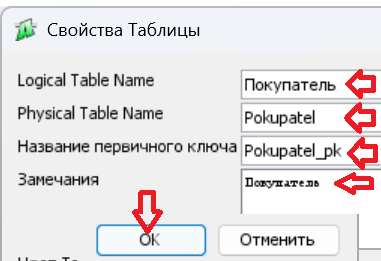 Свойства Таблицы
Logical Table Name Покупатель
Physical Table Name Pokupatel
Название первичного ключа Pokupatel_pk
Замечания Покупатель
OK Отменить